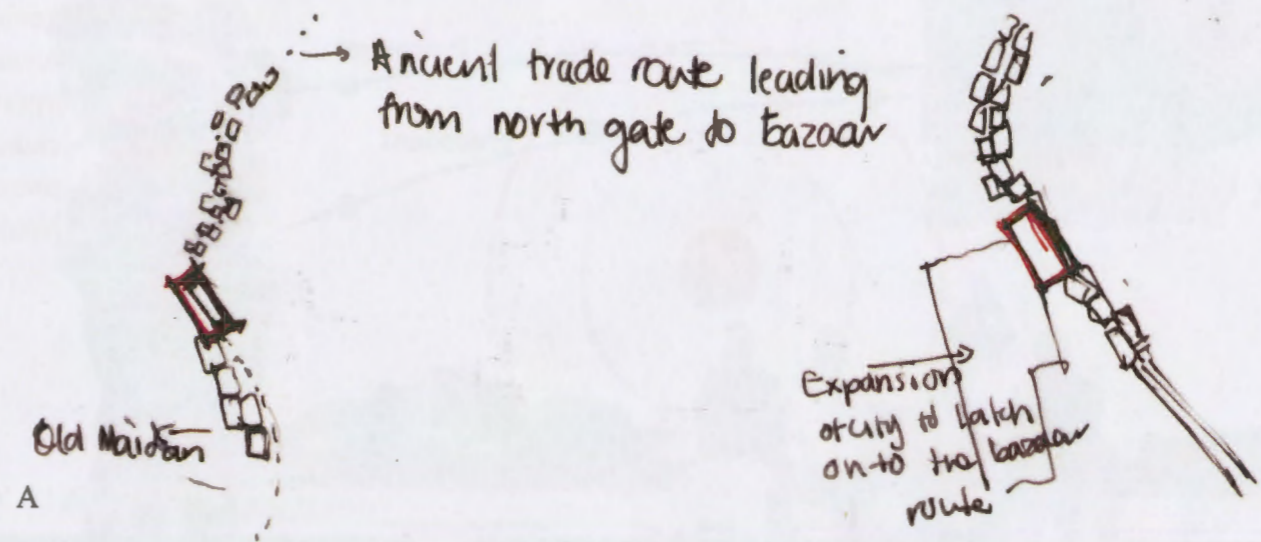 Ancient trade route leading
from north gate to bazaar
Old Maidan
Expansion
of city to latch
on to the bazaar
route
A